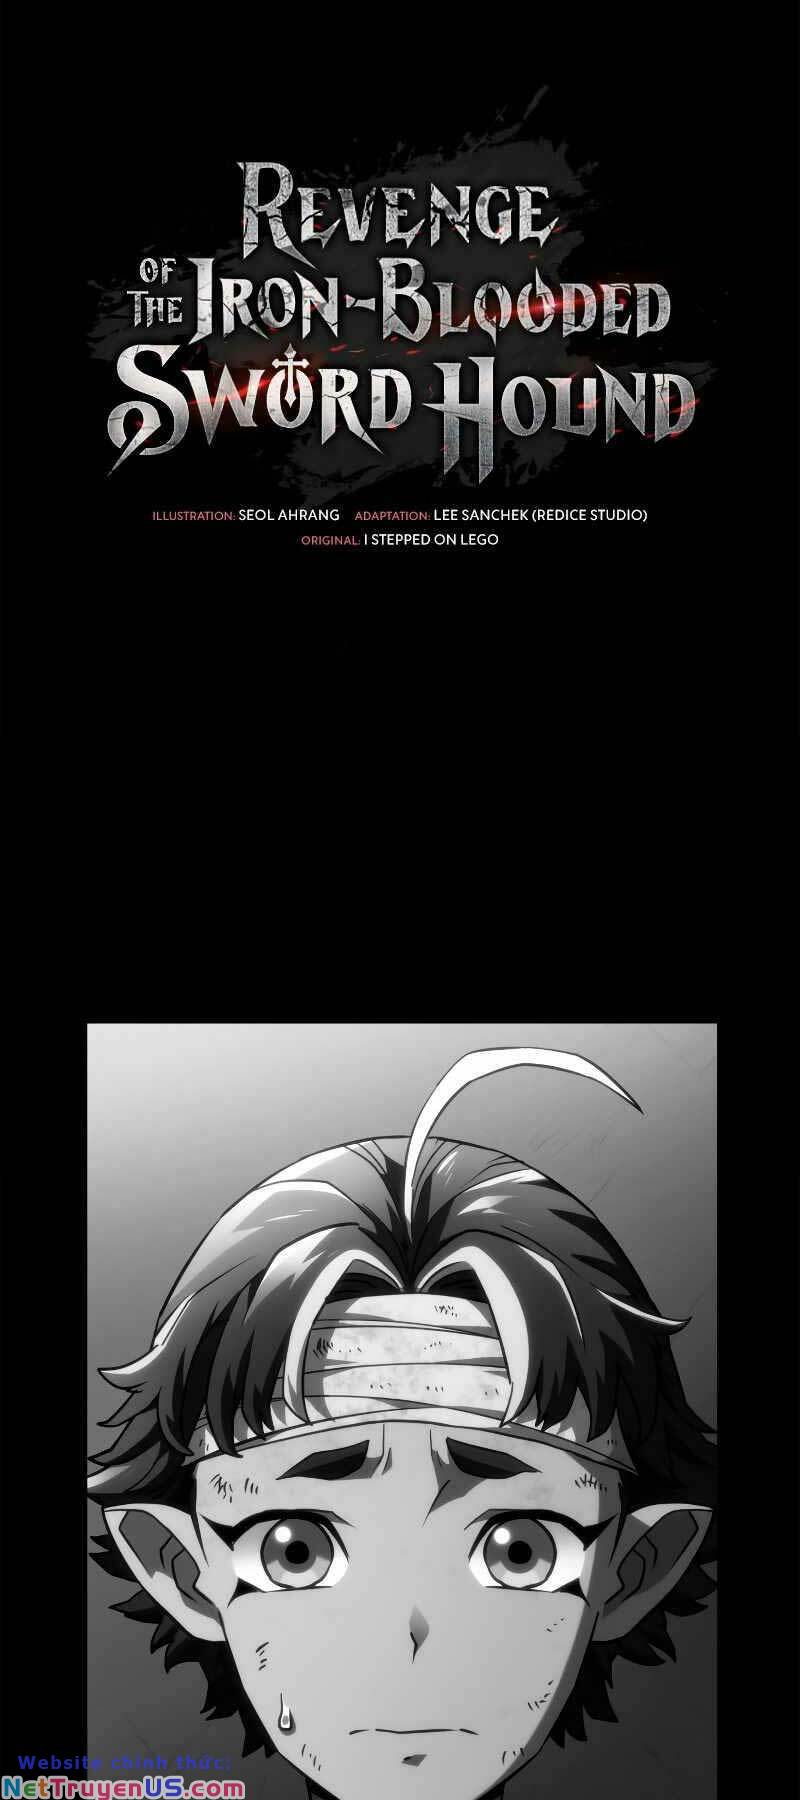 REVENGE
OF THE IRON-BLOODED
SWORD HOUND
ILLUSTRATION: SEOL AHRANG ADAPTATION: LEE SANCHEK (REDICE STUDIO)
ORIGINAL: I STEPPED ON LEGO
Website chính thức:
NetTruyenUS.com